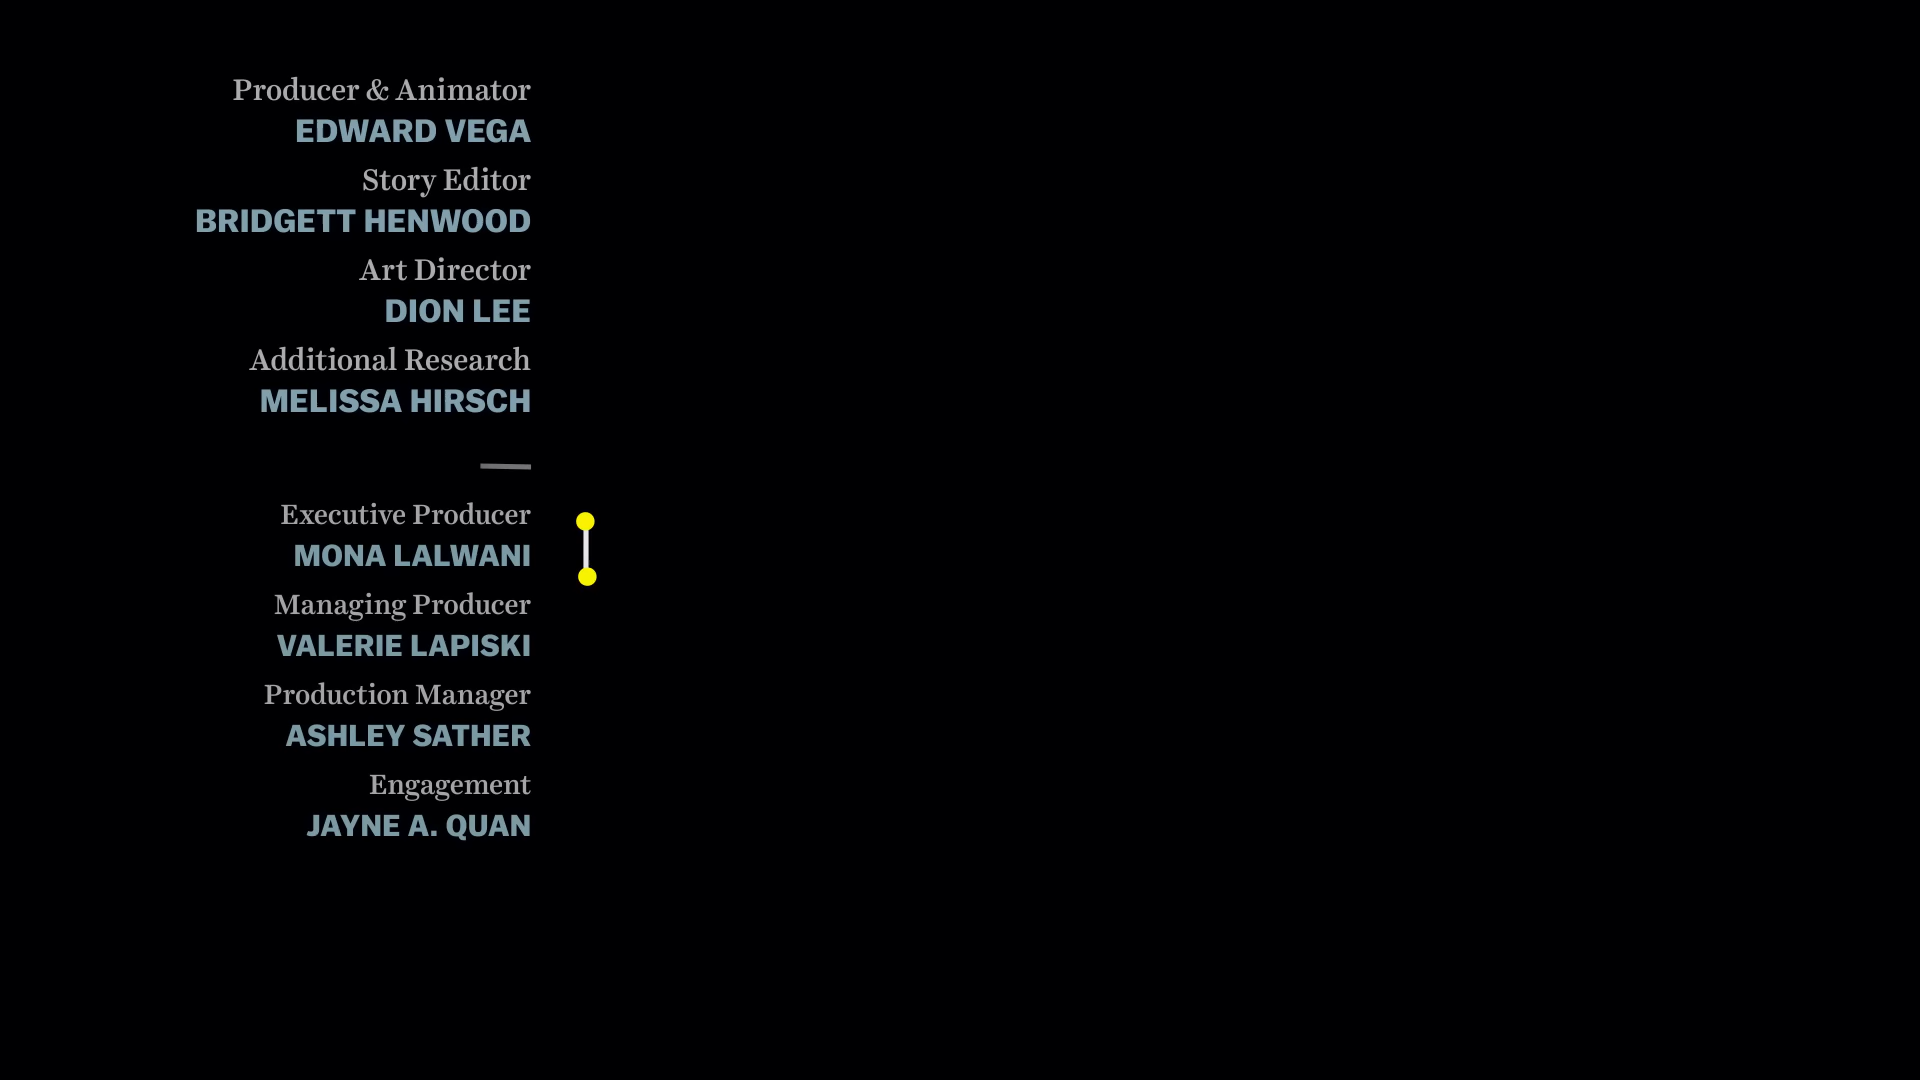 Producer & Animator
EDWARD VEGA
Story Editor
BRIDGETT HENWOOD
Art Director
DION LEE
Additional Research
MELISSA HIRSCH
Executive Producer
MONA LALWANI
Managing Producer
VALERIE LAPISKI
Production Manager
ASHLEY SATHER
Engagement
JAYNE A. QUAN